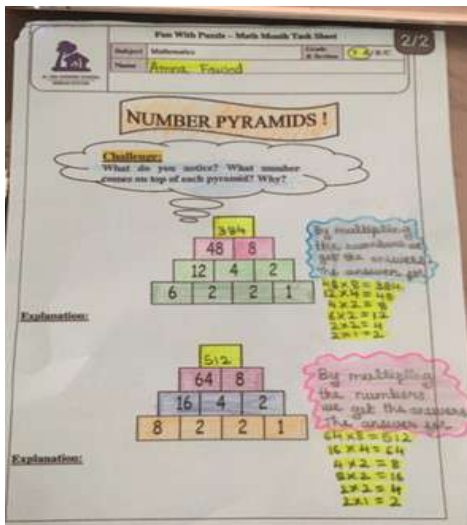 2/2
Fun With Puzzle - Math Month Task Sheet
Subject Mathematics Grade & Section
Name Amna Fawad
NUMBER PYRAMIDS !
Challenge:
What do you notice? What number
comes on top of each pyramid? Why?
384
48 8
12 4 2
6 2 2 1
By multiplying
the numbers we
get the answers.
The answers for
48×8=384
12×4=48
4×2=8
6×2=12
2×2=4
2×1=2
Explanation:
512
64 8
16 4 2
8 2 2 1
By multiplying
the numbers
we get the answers
The answers for
64×8=512
16×4=64
4×2=8
8×2=16
2×2=4
2×1=2
Explanation: